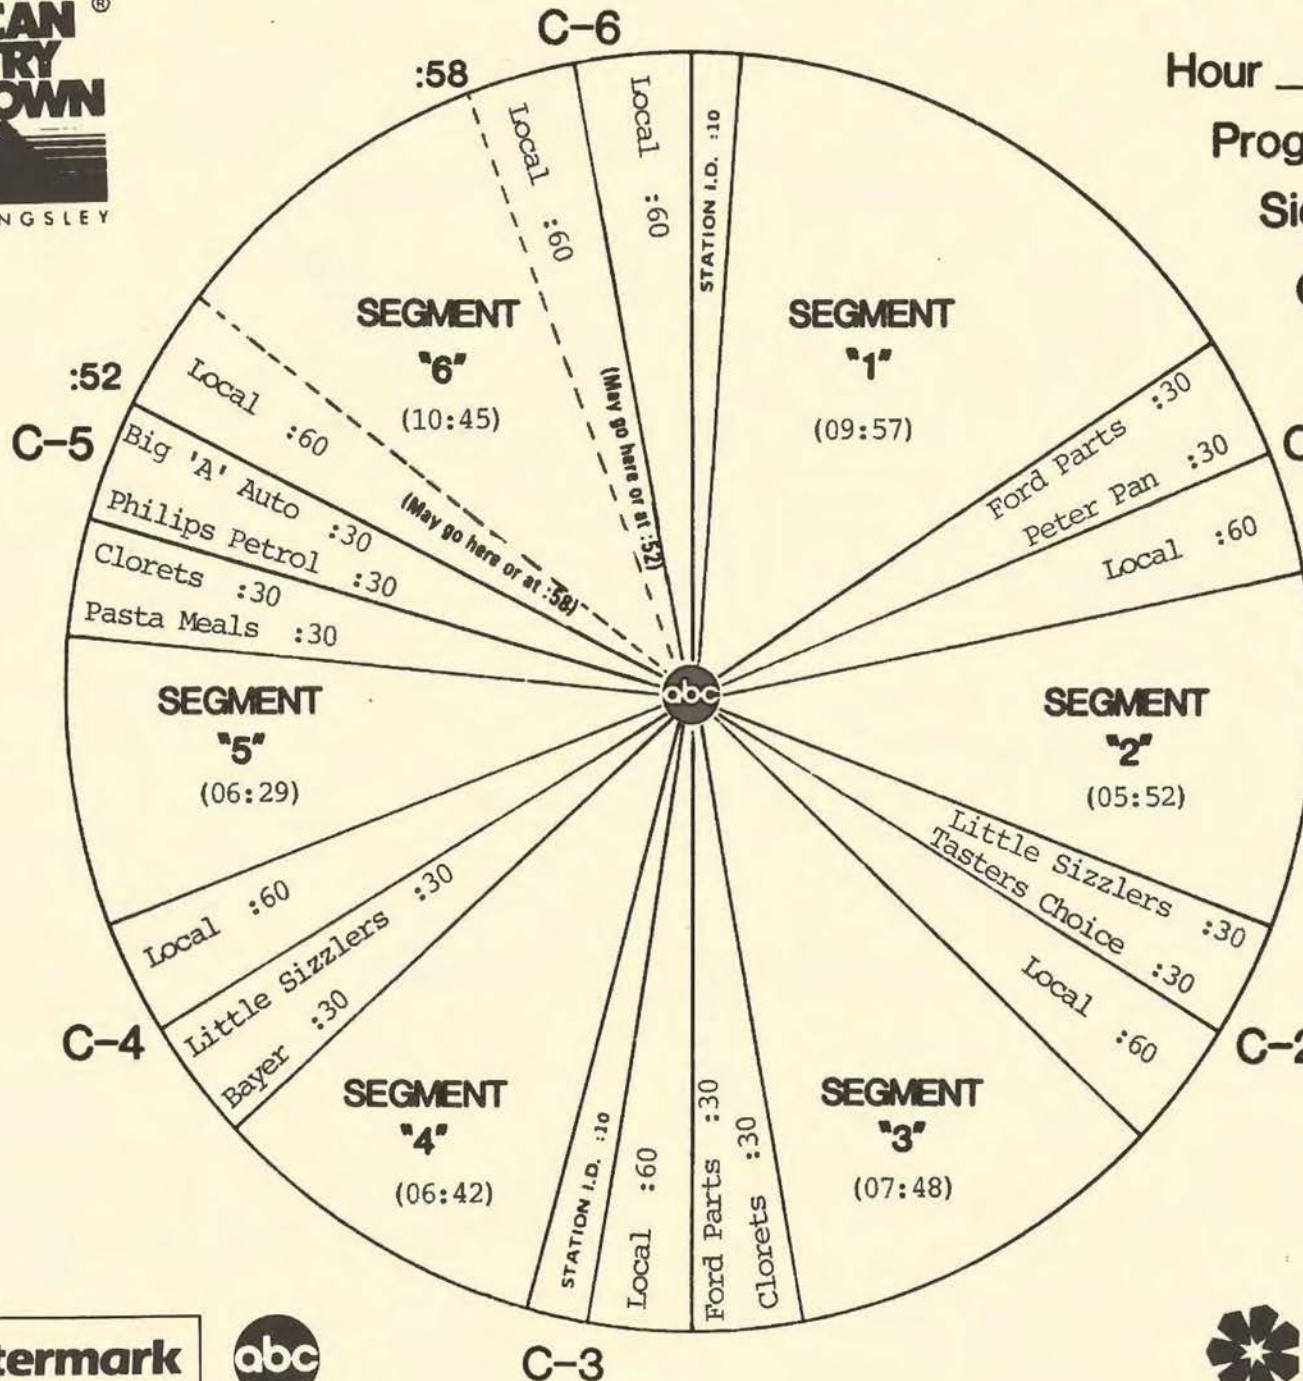 C-6
:58
Hour
Local :60
Local :60
STATION I.D. :10
(May go here or at :52)
SEGMENT
"1"
(09:57)
Ford Parts :30
Peter Pan :30
Local :60
SEGMENT
"2"
(05:52)
Little Sizzlers :30
Tasters Choice :30
Local :60
C-2
SEGMENT
"3"
(07:48)
Clorets :30
Ford Parts :30
Local :60
STATION I.D. :10
C-3
SEGMENT
"4"
(06:42)
Bayer :30
Little Sizzlers :30
Local :60
C-4
SEGMENT
"5"
(06:29)
Pasta Meals :30
Clorets :30
Philips Petrol :30
Big 'A' Auto :30
C-5
:52
Local :60
(May go here or at :58)
SEGMENT
"6"
(10:45)
abc
abc